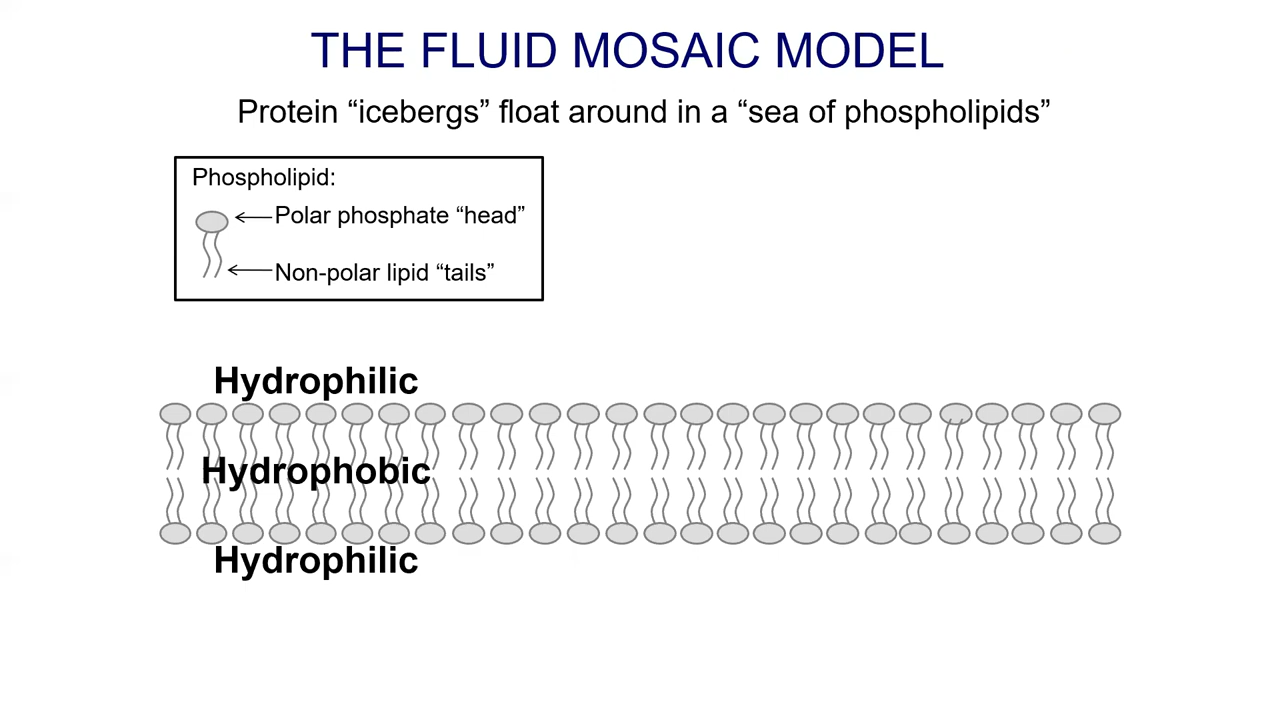 THE FLUID MOSAIC MODEL
Protein “icebergs” float around in a “sea of phospholipids”
Phospholipid:
Polar phosphate “head”
Non-polar lipid “tails”
Hydrophilic
Hydrophobic
Hydrophilic